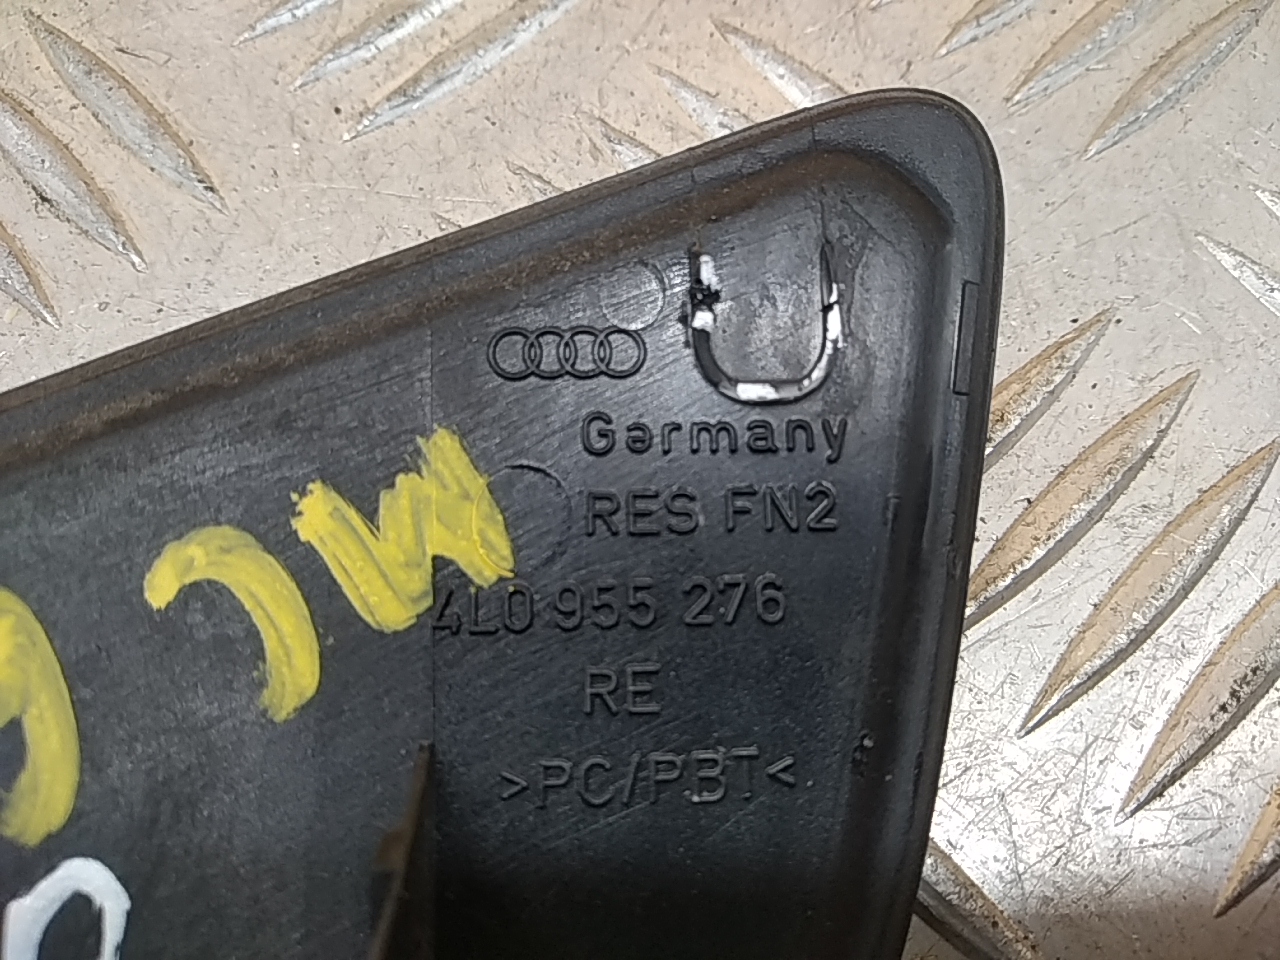 Germany
RES FN2
4L0 955 276
RE
>PC/PBT<